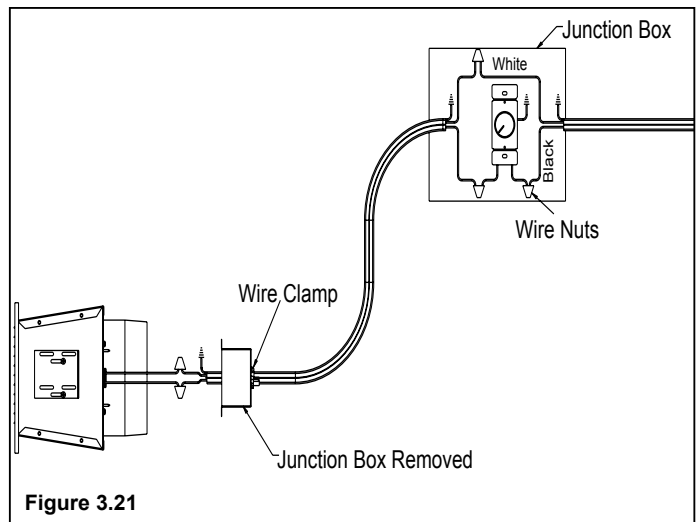 Junction Box
White
Black
Wire Nuts
Wire Clamp
Junction Box Removed
Figure 3.21